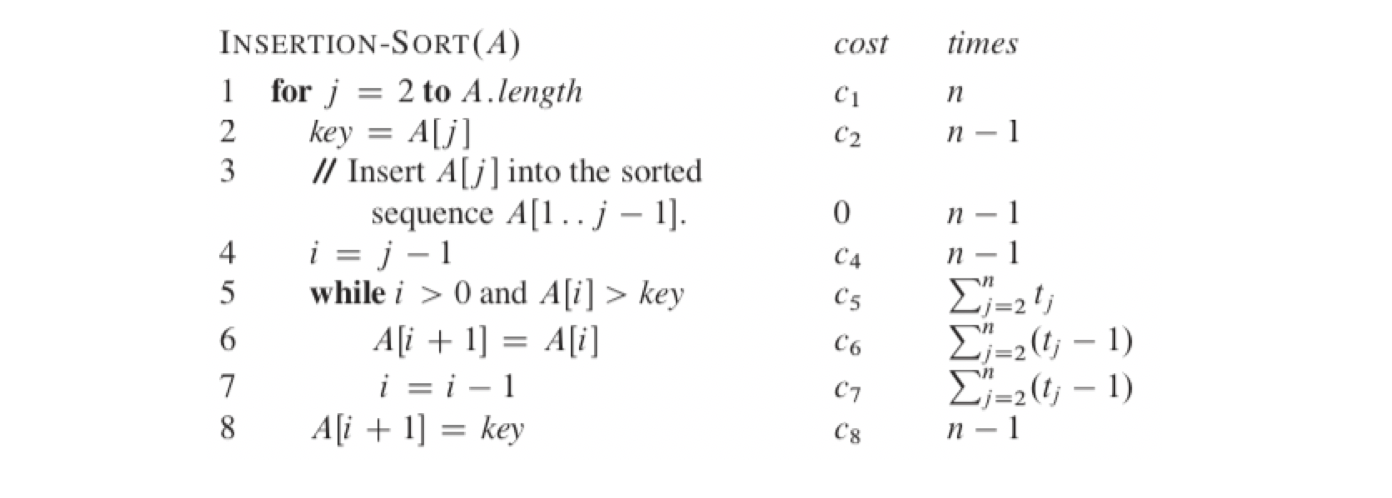 INSERTION-SORT(A) cost times
1 for j = 2 to A.length c₁ n
2 key = A[j] c₂ n − 1
3 // Insert A[j] into the sorted
sequence A[1..j − 1]. 0 n − 1
4 i = j − 1 c₄ n − 1
5 while i > 0 and A[i] > key c₅ ∑ⁿⱼ₌₂ tⱼ
6 A[i + 1] = A[i] c₆ ∑ⁿⱼ₌₂(tⱼ − 1)
7 i = i − 1 c₇ ∑ⁿⱼ₌₂(tⱼ − 1)
8 A[i + 1] = key c₈ n − 1